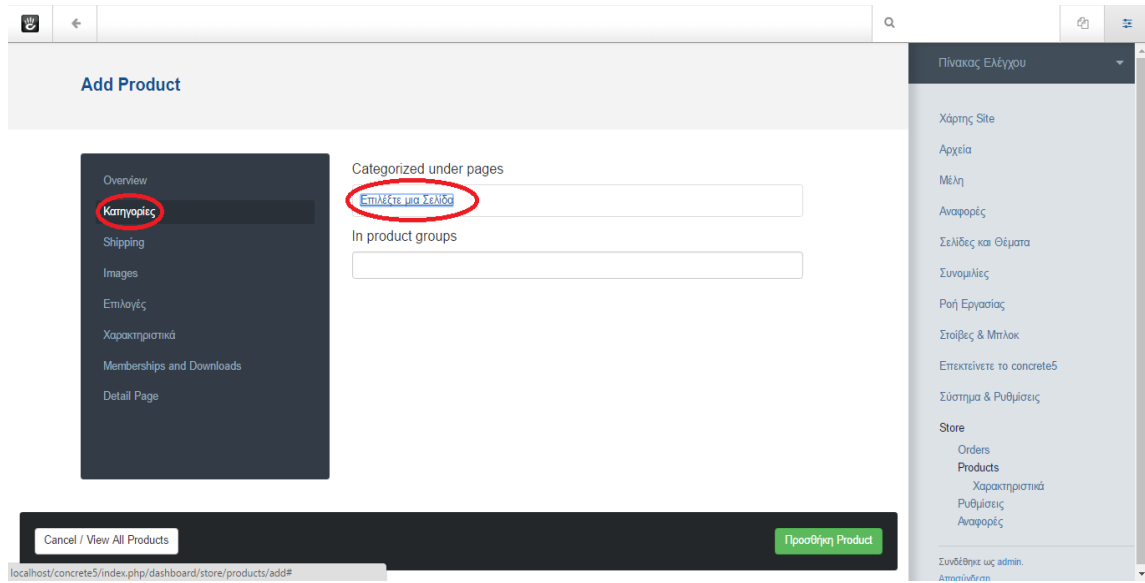 Add Product
Overview
Κατηγορίες
Shipping
Images
Επιλογές
Χαρακτηριστικά
Memberships and Downloads
Detail Page
Categorized under pages
Επιλέξτε μια Σελίδα
In product groups
Cancel / View All Products
Προσθήκη Product
localhost/concrete5/index.php/dashboard/store/products/add#
Πίνακας Ελέγχου
Χάρτης Site
Αρχεία
Μέλη
Αναφορές
Σελίδες και Θέματα
Συνομιλίες
Ροή Εργασίας
Στοίβες & Μπλοκ
Επεκτείνετε το concrete5
Σύστημα & Ρυθμίσεις
Store
Orders
Products
Χαρακτηριστικά
Ρυθμίσεις
Αναφορές
Συνδέθηκε ως admin.
Αποσύνδεση